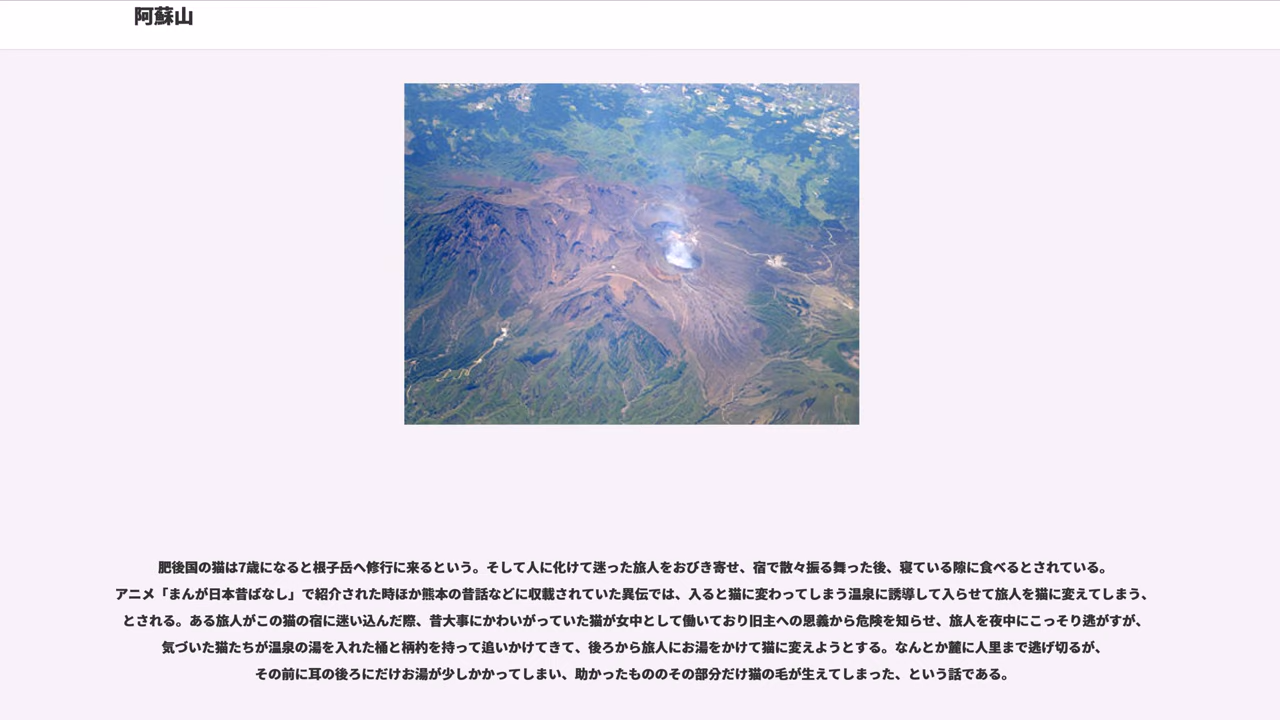 阿蘇山
肥後国の猫は7歳になると根子岳へ修行に来るという。そして人に化けて迷った旅人をおびき寄せ、宿で散々振る舞った後、寝ている隙に食べるとされている。
アニメ「まんが日本昔ばなし」で紹介された時ほか熊本の昔話などに収載されていた異伝では、入ると猫に変わってしまう温泉に誘導して入らせて旅人を猫に変えてしまう、
とされる。ある旅人がこの猫の宿に迷い込んだ際、昔大事にかわいがっていた猫が女中として働いており旧主への恩義から危険を知らせ、旅人を夜中にこっそり逃がすが、
気づいた猫たちが温泉の湯を入れた桶と柄杓を持って追いかけてきて、後ろから旅人にお湯をかけて猫に変えようとする。なんとか麓に人里まで逃げ切るが、
その前に耳の後ろにだけお湯が少しかかってしまい、助かったもののその部分だけ猫の毛が生えてしまった、という話である。